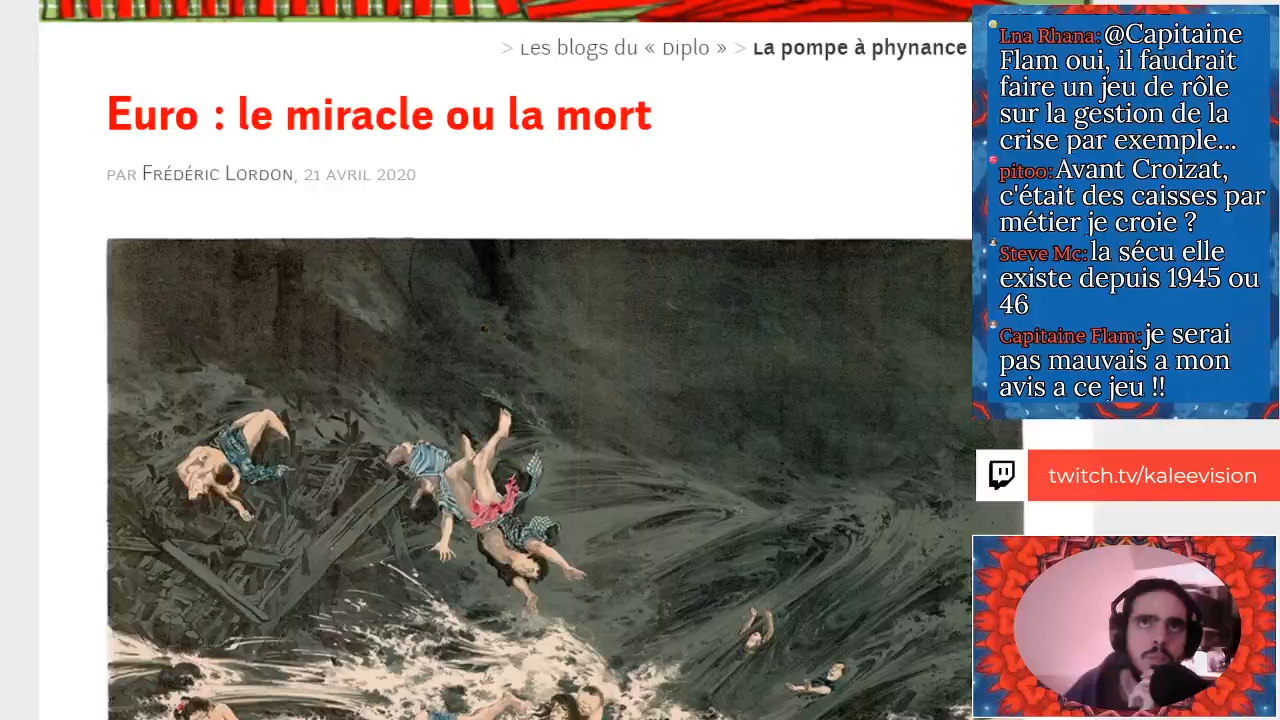 > Les blogs du « Diplo » > La pompe à phynance
Euro : le miracle ou la mort
PAR FRÉDÉRIC LORDON, 21 AVRIL 2020
Lna Rhana: @Capitaine
Flam oui, il faudrait
faire un jeu de rôle
sur la gestion de la
crise par exemple...
pitoo: Avant Croizat,
c'était des caisses par
métier je croie ?
Steve Mc: la sécu elle
existe depuis 1945 ou
46
Capitaine Flam: je serai
pas mauvais a mon
avis a ce jeu !!
twitch.tv/kaleevision